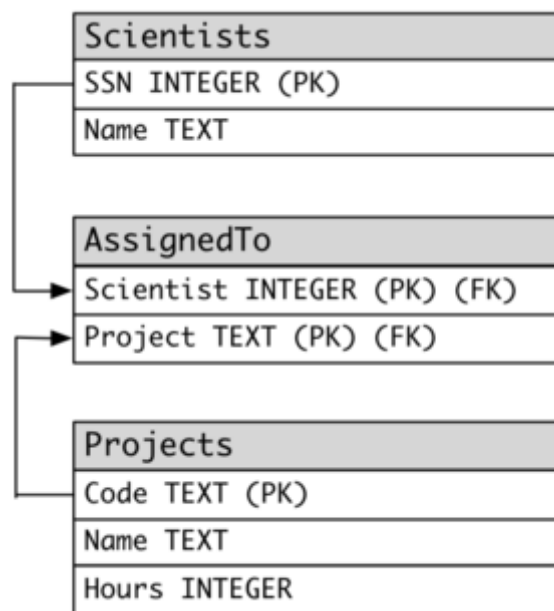 Scientists
SSN INTEGER (PK)
Name TEXT
AssignedTo
Scientist INTEGER (PK) (FK)
Project TEXT (PK) (FK)
Projects
Code TEXT (PK)
Name TEXT
Hours INTEGER